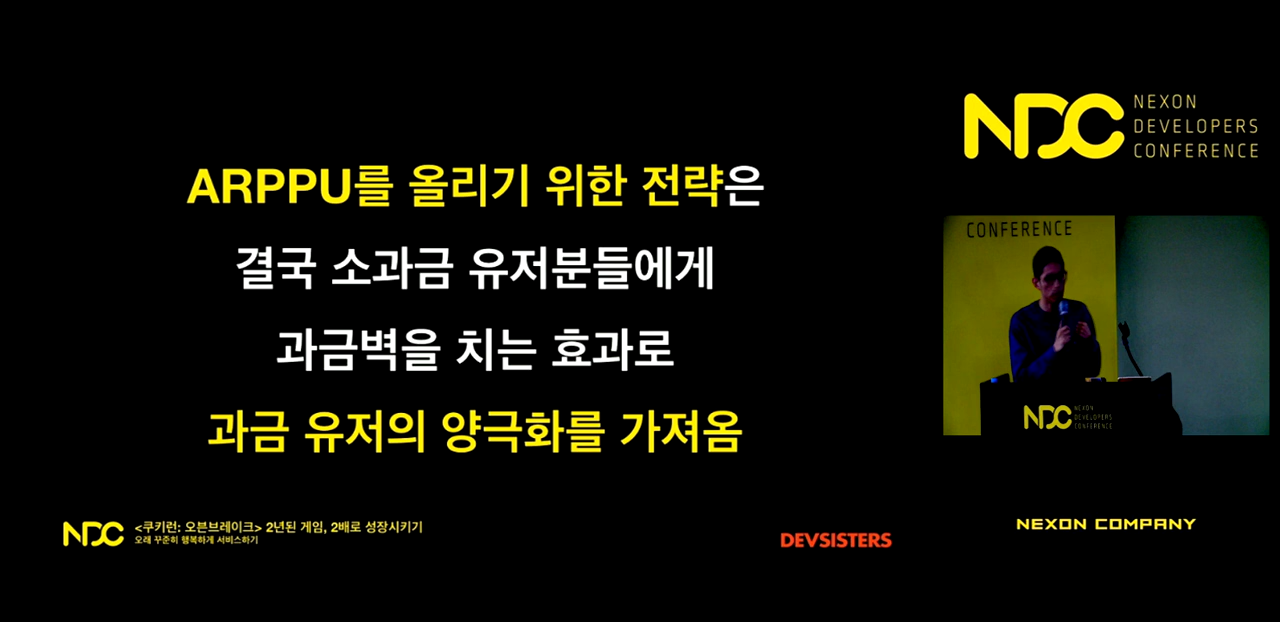 ARPPU를 올리기 위한 전략은
결국 소과금 유저분들에게
과금벽을 치는 효과로
과금 유저의 양극화를 가져옴
NDC
<쿠키런: 오븐브레이크> 2년된 게임, 2배로 성장시키기
오래 꾸준히 행복하게 서비스하기
DEVSISTERS
NDC
NEXON
DEVELOPERS
CONFERENCE
CONFERENCE
NDC
NEXON
DEVELOPERS
CONFERENCE
NEXON COMPANY